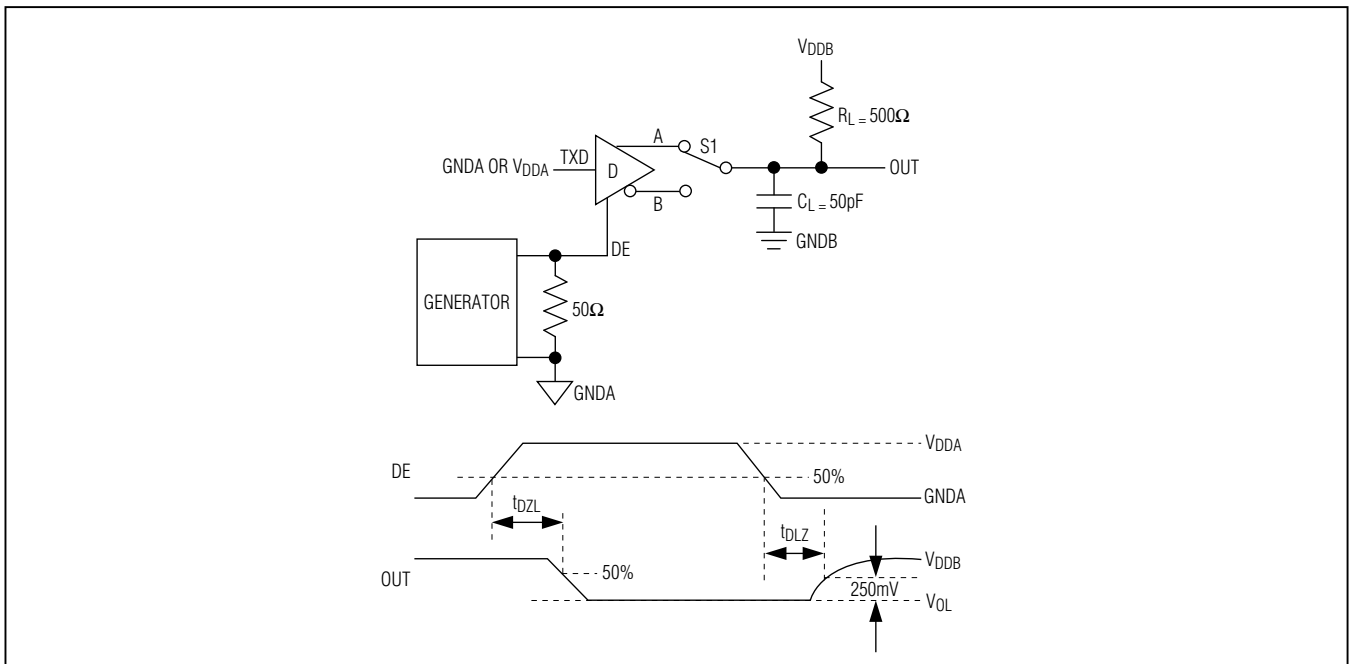 VDDB
RL = 500Ω
A
S1
GNDA OR VDDA
TXD
D
OUT
B
CL = 50pF
GNDB
DE
GENERATOR
50Ω
GNDA
VDDA
DE
50%
GNDA
tDZL
tDLZ
VDDB
OUT
50%
250mV
VOL